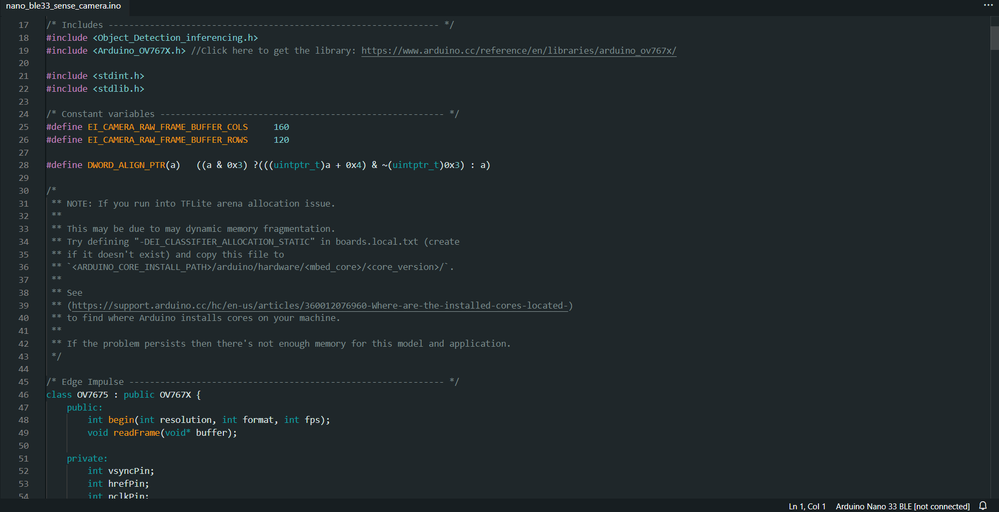 nano_ble33_sense_camera.ino
...
17 /* Includes ---------------------------------------------------------------- */
18 #include <Object_Detection_inferencing.h>
19 #include <Arduino_OV767X.h> //Click here to get the library: https://www.arduino.cc/reference/en/libraries/arduino_ov767x/
20
21 #include <stdint.h>
22 #include <stdlib.h>
23
24 /* Constant variables ------------------------------------------------------- */
25 #define EI_CAMERA_RAW_FRAME_BUFFER_COLS     160
26 #define EI_CAMERA_RAW_FRAME_BUFFER_ROWS     120
27
28 #define DWORD_ALIGN_PTR(a)   ((a & 0x3) ?(((uintptr_t)a + 0x4) & ~(uintptr_t)0x3) : a)
29
30 /*
31  ** NOTE: If you run into TFLite arena allocation issue.
32  **
33  ** This may be due to may dynamic memory fragmentation.
34  ** Try defining "-DEI_CLASSIFIER_ALLOCATION_STATIC" in boards.local.txt (create
35  ** if it doesn't exist) and copy this file to
36  ** `<ARDUINO_CORE_INSTALL_PATH>/arduino/hardware/<mbed_core>/<core_version>/`.
37  **
38  ** See
39  ** (https://support.arduino.cc/hc/en-us/articles/360012076960-Where-are-the-installed-cores-located-)
40  ** to find where Arduino installs cores on your machine.
41  **
42  ** If the problem persists then there's not enough memory for this model and application.
43  */
44
45 /* Edge Impulse ------------------------------------------------------------- */
46 class OV7675 : public OV767X {
47     public:
48         int begin(int resolution, int format, int fps);
49         void readFrame(void* buffer);
50
51     private:
52         int vsyncPin;
53         int hrefPin;
54         int pclkPin;
Ln 1, Col 1   Arduino Nano 33 BLE [not connected]